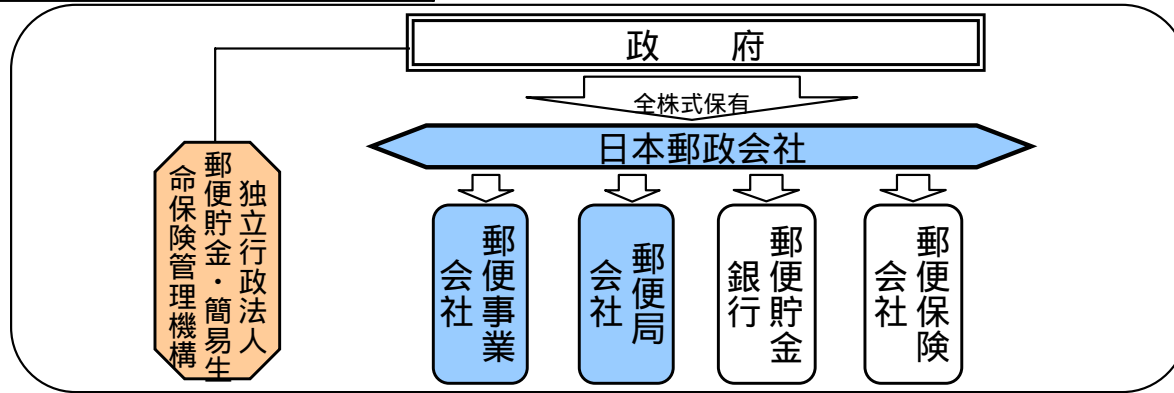 政　　府
全株式保有
日本郵政会社
独立行政法人
郵便貯金・簡易生
命保険管理機構
郵便事業
会社
郵便局
会社
郵便貯金
銀行
郵便保険
会社